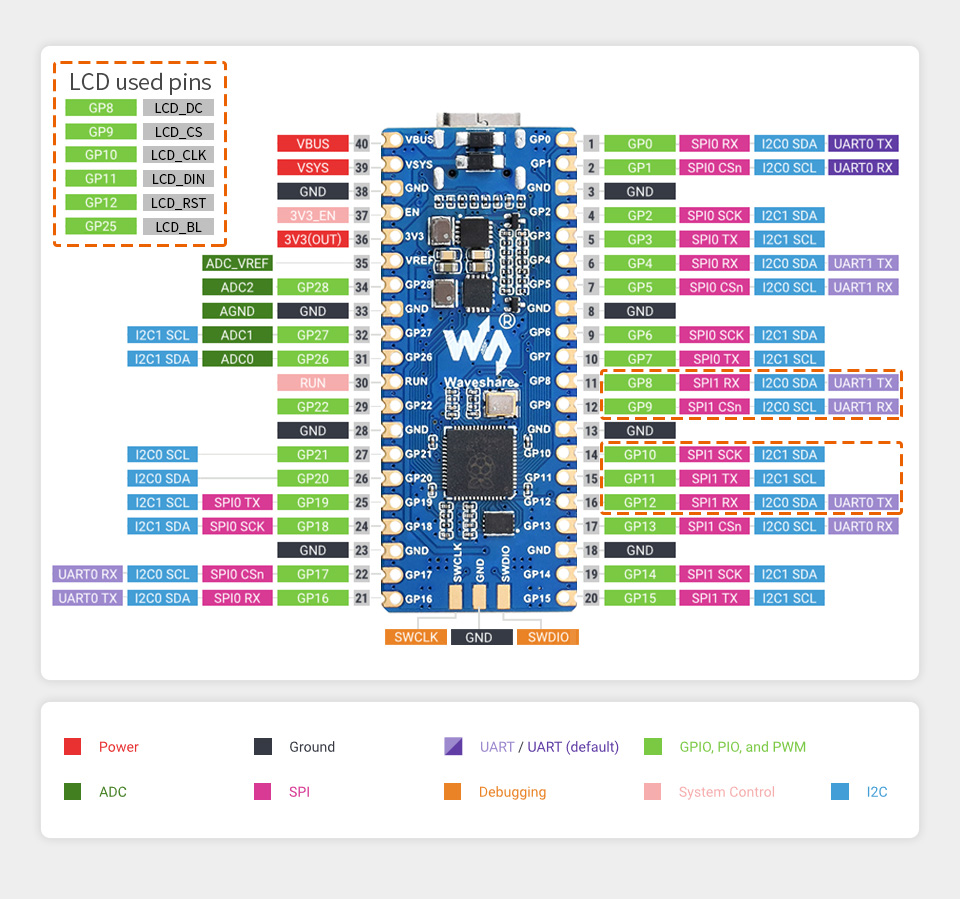 LCD used pins
GP8 LCD_DC
GP9 LCD_CS
GP10 LCD_CLK
GP11 LCD_DIN
GP12 LCD_RST
GP25 LCD_BL
VBUS 40 VBUS GP0 1 GP0 SPI0 RX I2C0 SDA UART0 TX
VSYS 39 VSYS GP1 2 GP1 SPI0 CSn I2C0 SCL UART0 RX
GND 38 GND GND 3 GND
3V3_EN 37 EN GP2 4 GP2 SPI0 SCK I2C1 SDA
3V3(OUT) 36 3V3 GP3 5 GP3 SPI0 TX I2C1 SCL
ADC_VREF 35 VREF GP4 6 GP4 SPI0 RX I2C0 SDA UART1 TX
ADC2 GP28 34 GP28 GP5 7 GP5 SPI0 CSn I2C0 SCL UART1 RX
AGND GND 33 GND GND 8 GND
®
I2C1 SCL ADC1 GP27 32 GP27 GP6 9 GP6 SPI0 SCK I2C1 SDA
I2C1 SDA ADC0 GP26 31 GP26 GP7 10 GP7 SPI0 TX I2C1 SCL
RUN 30 RUN Waveshare GP8 11 GP8 SPI1 RX I2C0 SDA UART1 TX
GP22 29 GP22 GP9 12 GP9 SPI1 CSn I2C0 SCL UART1 RX
GND 28 GND GND 13 GND
I2C0 SCL GP21 27 GP21 GP10 14 GP10 SPI1 SCK I2C1 SDA
I2C0 SDA GP20 26 GP20 GP11 15 GP11 SPI1 TX I2C1 SCL
I2C1 SCL SPI0 TX GP19 25 GP19 GP12 16 GP12 SPI1 RX I2C0 SDA UART0 TX
I2C1 SDA SPI0 SCK GP18 24 GP18 GP13 17 GP13 SPI1 CSn I2C0 SCL UART0 RX
GND 23 GND SWCLK GND SWDIO GND 18 GND
UART0 RX I2C0 SCL SPI0 CSn GP17 22 GP17 GP14 19 GP14 SPI1 SCK I2C1 SDA
UART0 TX I2C0 SDA SPI0 RX GP16 21 GP16 GP15 20 GP15 SPI1 TX I2C1 SCL
SWCLK GND SWDIO
Power Ground UART / UART (default) GPIO, PIO, and PWM
ADC SPI Debugging System Control I2C